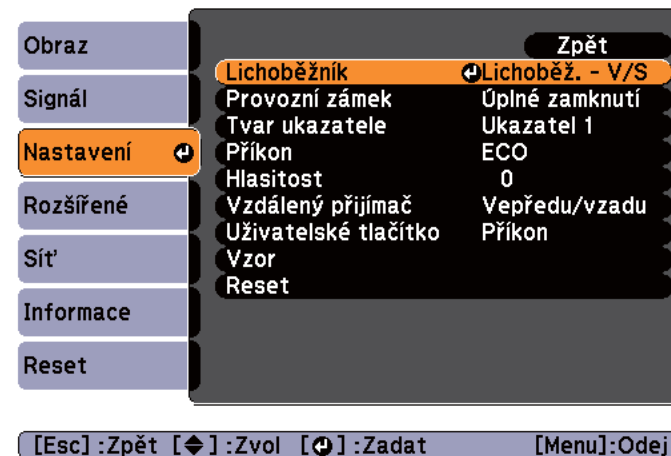 Obraz
Signál
Nastavení
Rozšířené
Síť
Informace
Reset
Zpět
Lichoběžník Lichoběž. - V/S
Provozní zámek Úplné zamknutí
Tvar ukazatele Ukazatel 1
Příkon ECO
Hlasitost 0
Vzdálený přijímač Vepředu/vzadu
Uživatelské tlačítko Příkon
Vzor
Reset
[Esc] :Zpět [◆] :Zvol [↵] :Zadat [Menu]:Odej